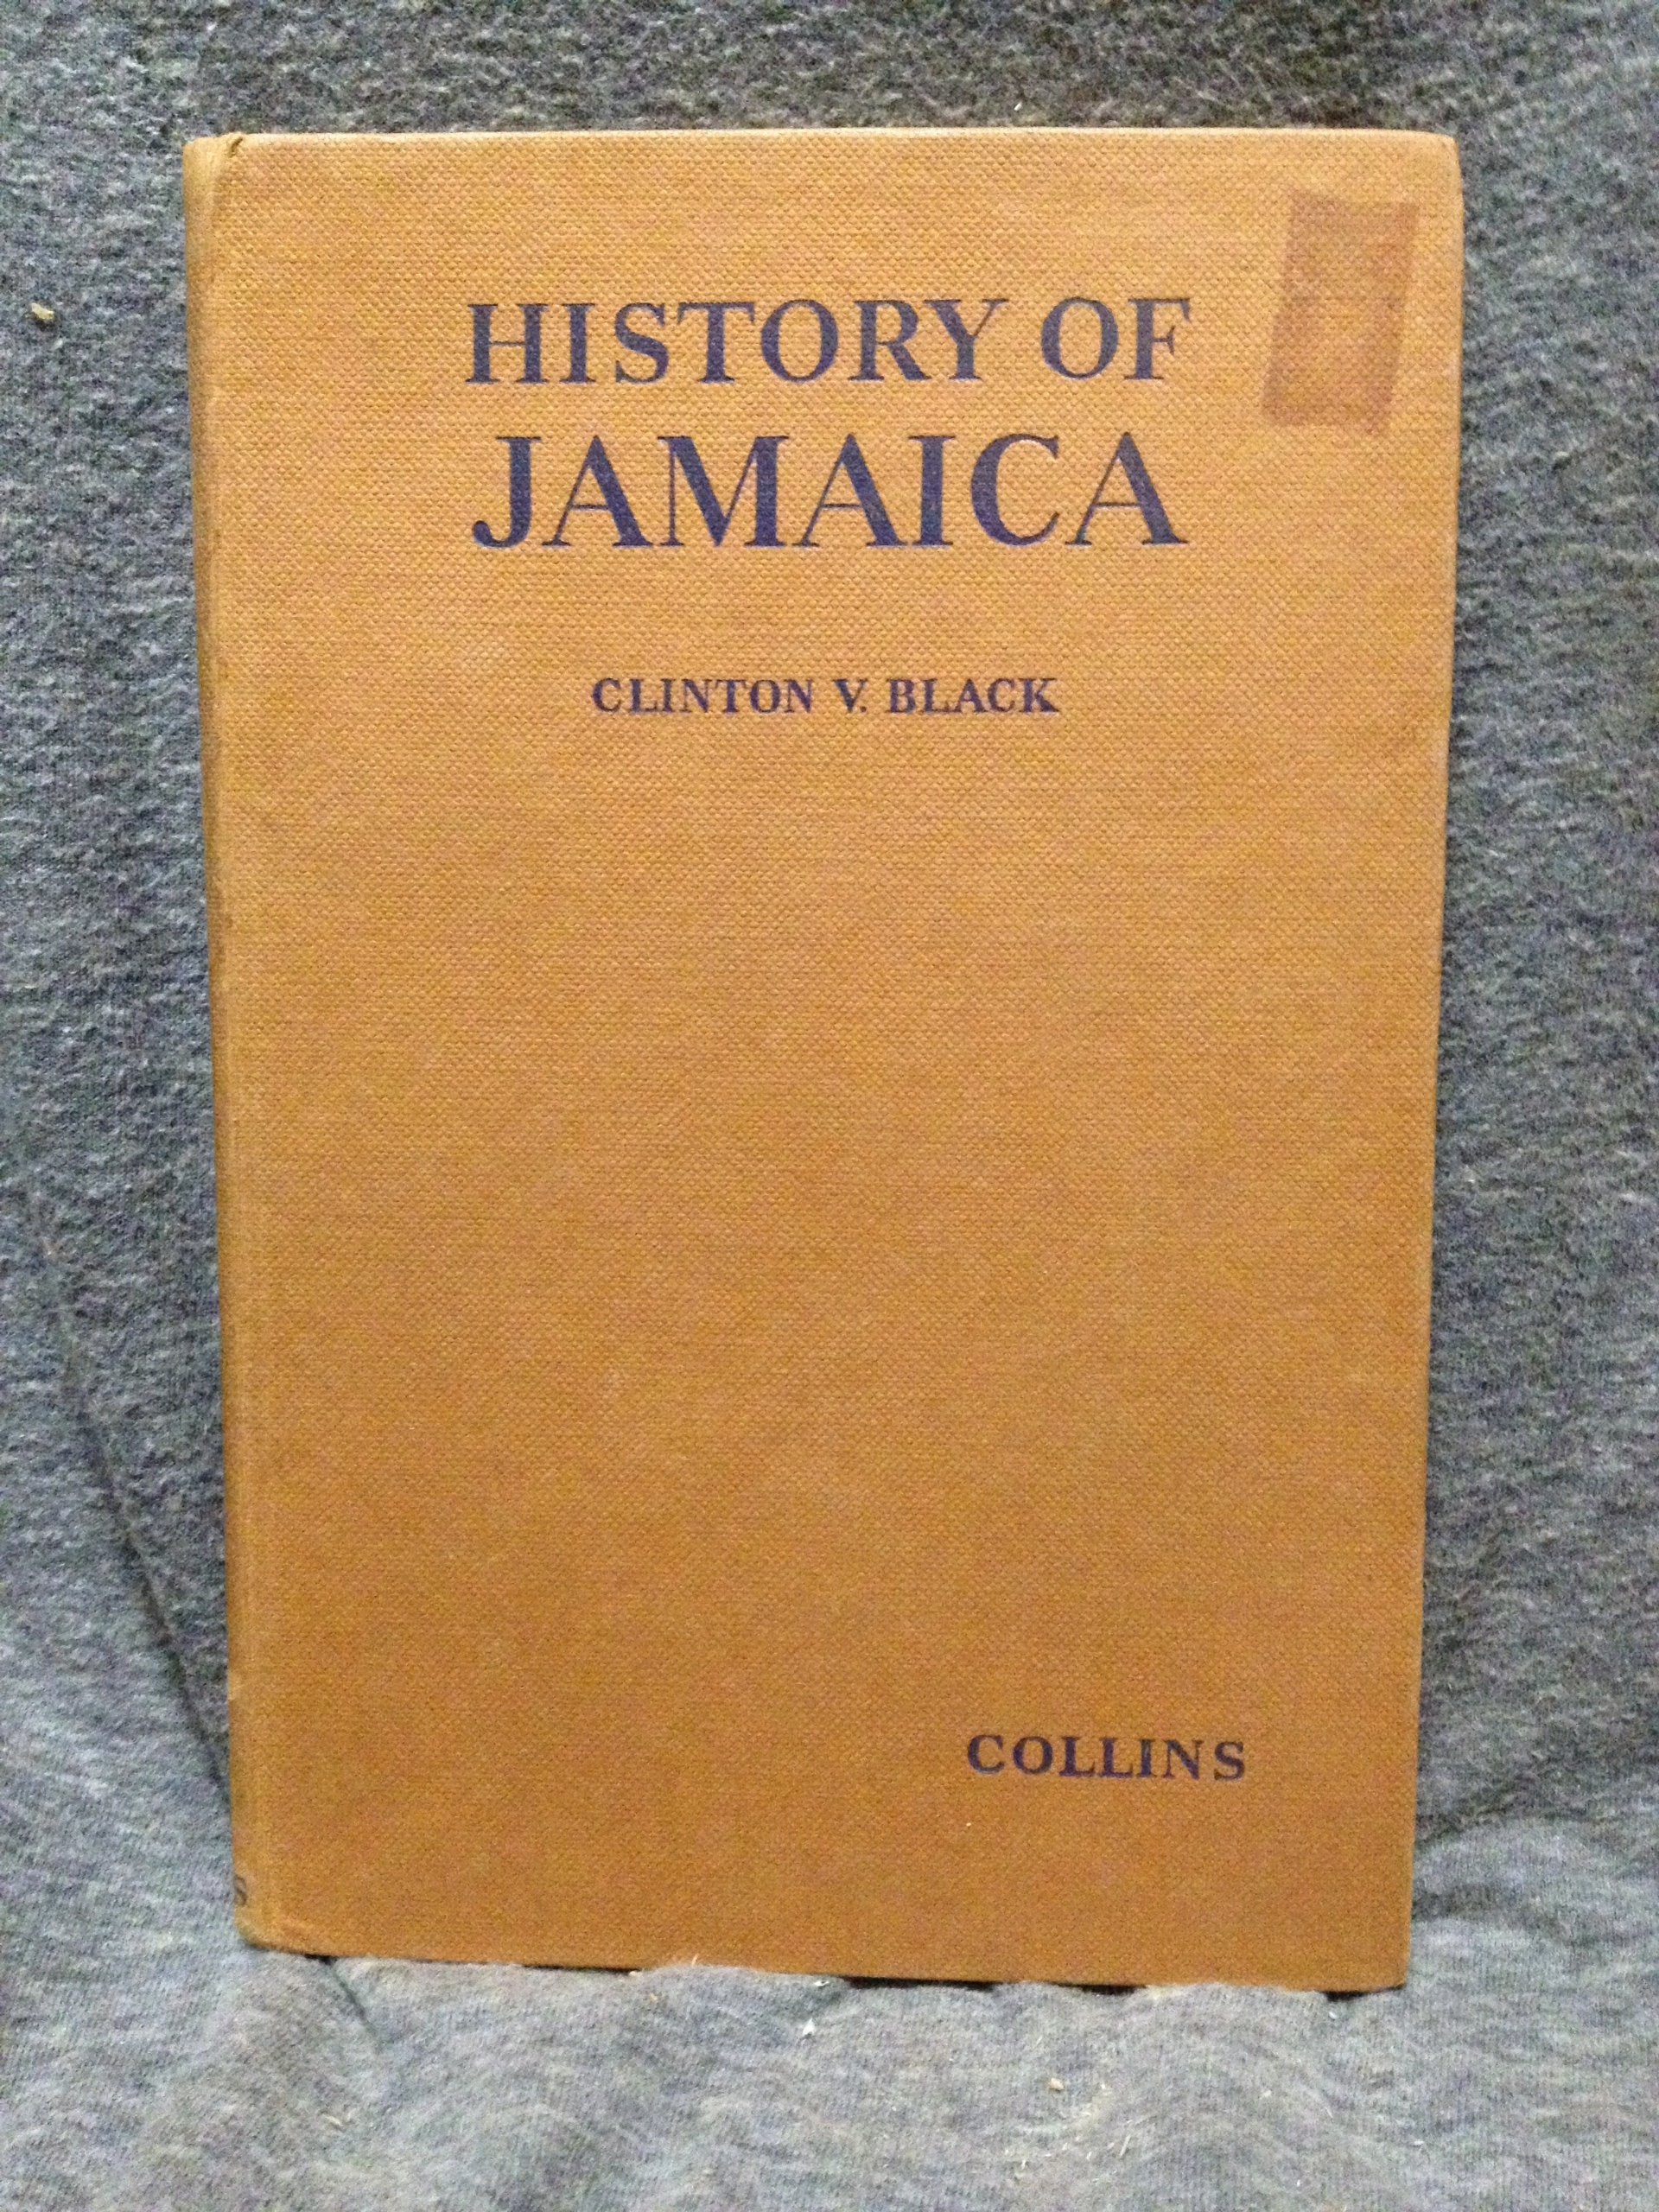 HISTORY OF
JAMAICA
CLINTON V. BLACK
COLLINS
S